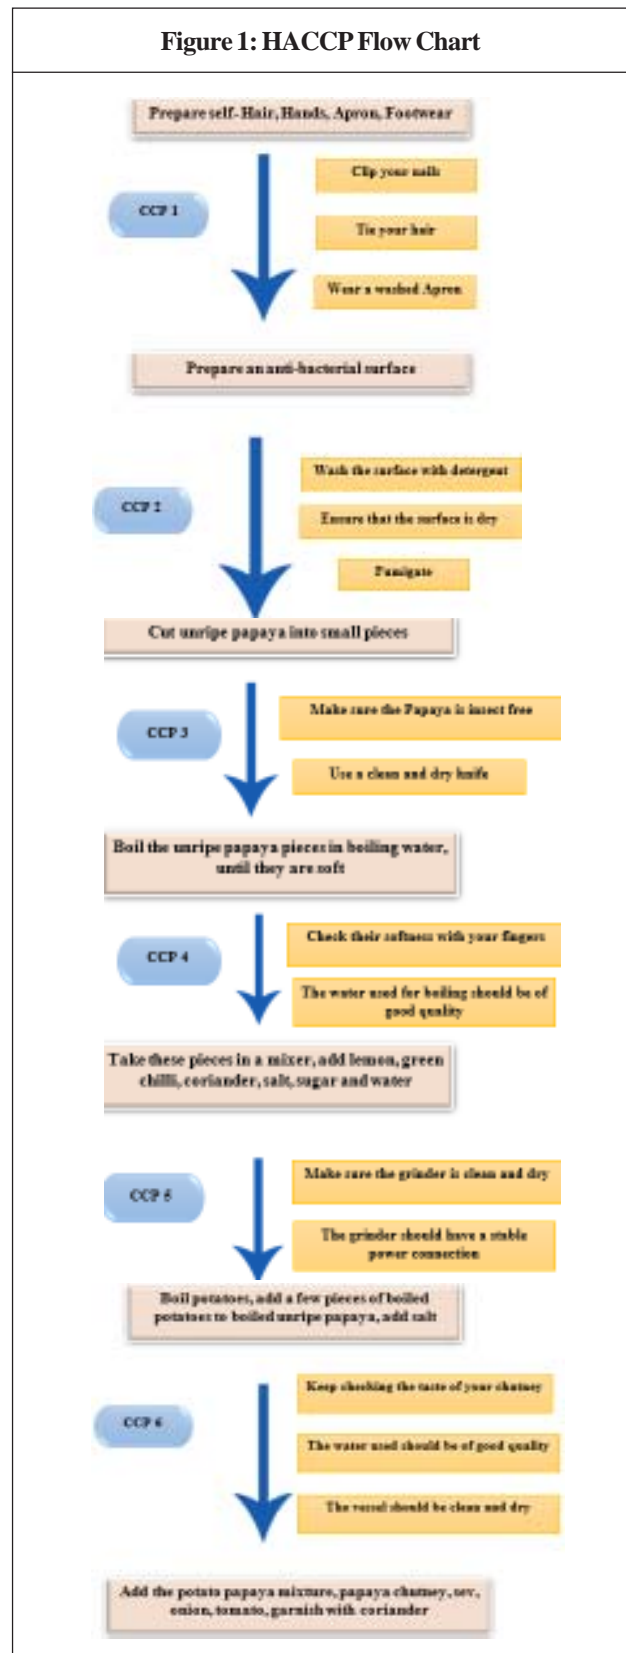 Figure 1: HACCP Flow Chart
Prepare self- Hair, Hands, Apron, Footwear
CCP 1
Clip your nails
Tie your hair
Wear a washed Apron
Prepare an anti-bacterial surface
CCP 2
Wash the surface with detergent
Ensure that the surface is dry
Fumigate
Cut unripe papaya into small pieces
CCP 3
Make sure the Papaya is insect free
Use a clean and dry knife
Boil the unripe papaya pieces in boiling water,
until they are soft
CCP 4
Check their softness with your fingers
The water used for boiling should be of
good quality
Take these pieces in a mixer, add lemon, green
chilli, coriander, salt, sugar and water
CCP 5
Make sure the grinder is clean and dry
The grinder should have a stable
power connection
Boil potatoes, add a few pieces of boiled
potatoes to boiled unripe papaya, add salt
CCP 6
Keep checking the taste of your chutney
The water used should be of good quality
The vessel should be clean and dry
Add the potato papaya mixture, papaya chutney, sev,
onion, tomato, garnish with coriander